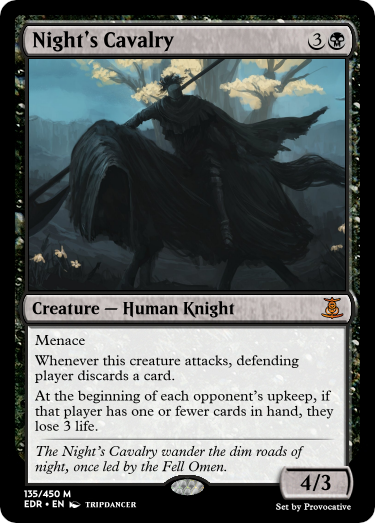 Night's Cavalry 3
Creature — Human Knight
Menace
Whenever this creature attacks, defending
player discards a card.
At the beginning of each opponent's upkeep, if
that player has one or fewer cards in hand, they
lose 3 life.
The Night's Cavalry wander the dim roads of
night, once led by the Fell Omen.
4/3
135/450 M
EDR • EN TRIPDANCER
Set by Provocative